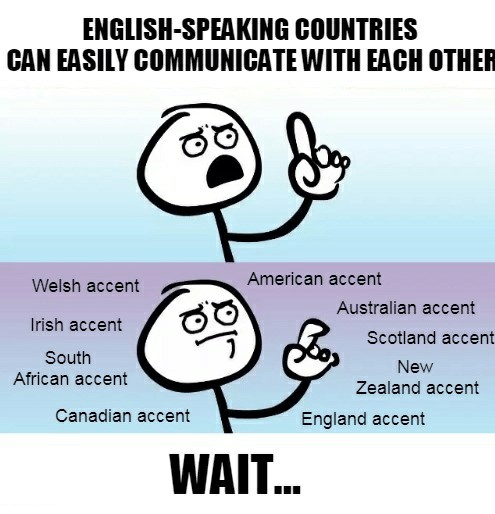 ENGLISH-SPEAKING COUNTRIES
CAN EASILY COMMUNICATE WITH EACH OTHER
Welsh accent
American accent
Irish accent
Australian accent
South
African accent
Scotland accent
New
Zealand accent
Canadian accent
England accent
WAIT...